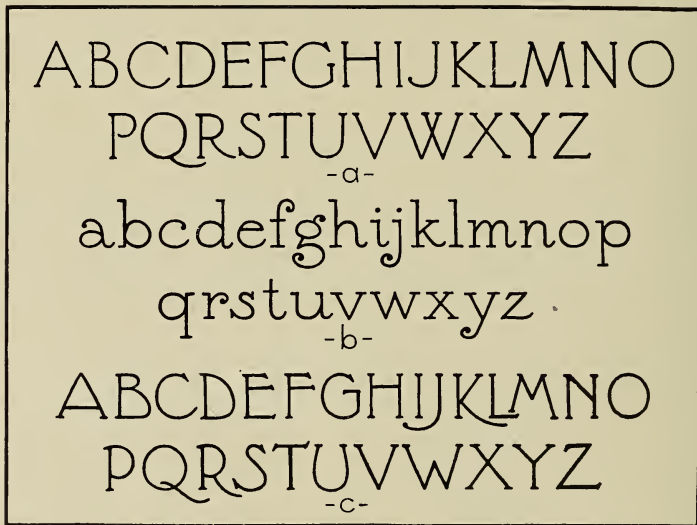 ABCDEFGHIJKLMNO
PQRSTUVWXYZ
-a-
abcdefghijklmnop
qrstuvwxyz
-b-
ABCDEFGHIJKLMNO
PQRSTUVWXYZ
-c-